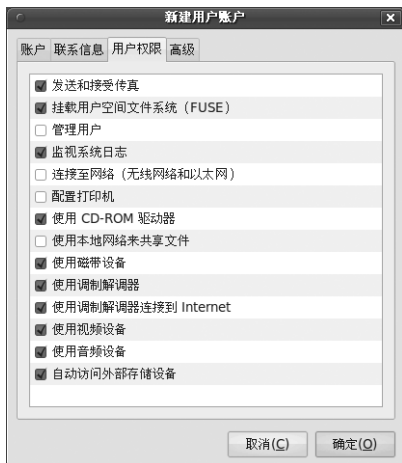 新建用户账户
账户 联系信息 用户权限 高级
发送和接受传真
挂载用户空间文件系统（FUSE）
管理用户
监视系统日志
连接至网络（无线网络和以太网）
配置打印机
使用 CD-ROM 驱动器
使用本地网络来共享文件
使用磁带设备
使用调制解调器
使用调制解调器连接到 Internet
使用视频设备
使用音频设备
自动访问外部存储设备
取消(C) 确定(O)